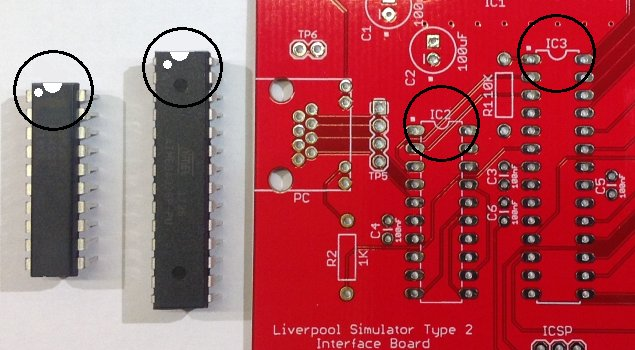 TP6
C1
100u
IC1
C2
100uF
IC3
R1
10K
IC2
TP5
PC
C3
100nF
C6
100nF
C5
100nF
C4
100nF
R2
1K
Liverpool Simulator Type 2
Interface Board
ICSP